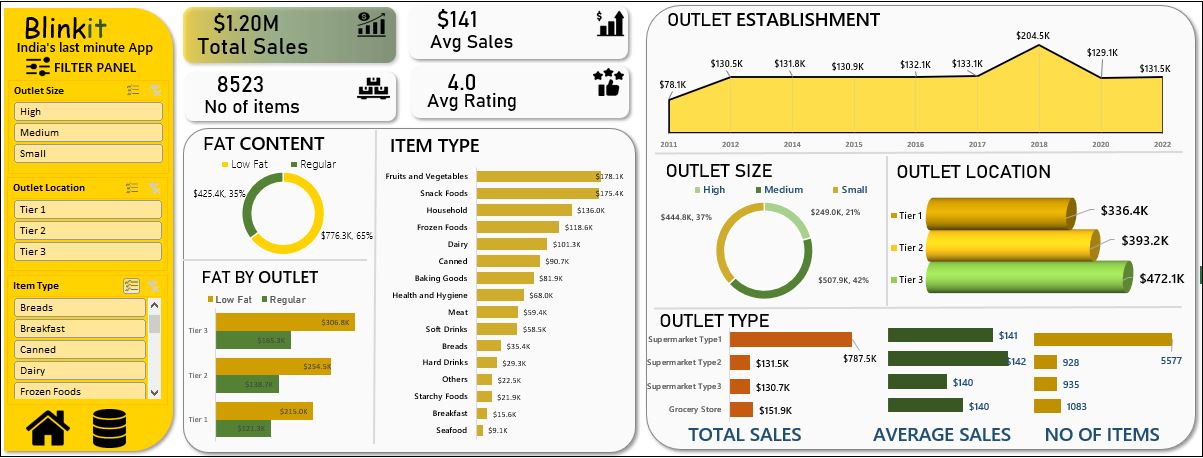 Blinkit
India's last minute App
FILTER PANEL
Outlet Size
High
Medium
Small
Outlet Location
Tier 1
Tier 2
Tier 3
Item Type
Breads
Breakfast
Canned
Dairy
Frozen Foods
$1.20M
Total Sales
$141
Avg Sales
8523
No of items
4.0
Avg Rating
FAT CONTENT
Low Fat Regular
$425.4K, 35%
$776.3K, 65%
FAT BY OUTLET
Low Fat Regular
Tier 3 $306.8K
$165.3K
Tier 2 $254.5K
$138.7K
Tier 1 $215.0K
$121.3K
ITEM TYPE
Fruits and Vegetables $178.1K
Snack Foods $175.4K
Household $136.0K
Frozen Foods $118.6K
Dairy $101.3K
Canned $90.7K
Baking Goods $81.9K
Health and Hygiene $68.0K
Meat $59.4K
Soft Drinks $58.5K
Breads $35.4K
Hard Drinks $29.3K
Others $22.5K
Starchy Foods $21.9K
Breakfast $15.6K
Seafood $9.1K
OUTLET ESTABLISHMENT
$78.1K $130.5K $131.8K $130.9K $132.1K $133.1K $204.5K $129.1K $131.5K
2011 2012 2014 2015 2016 2017 2018 2020 2022
OUTLET SIZE
High Medium Small
$444.8K, 37%
$249.0K, 21%
$507.9K, 42%
OUTLET LOCATION
Tier 1 $336.4K
Tier 2 $393.2K
Tier 3 $472.1K
OUTLET TYPE
Supermarket Type1 $787.5K $141 5577
Supermarket Type2 $131.5K $142 928
Supermarket Type3 $130.7K $140 935
Grocery Store $151.9K $140 1083
TOTAL SALES AVERAGE SALES NO OF ITEMS